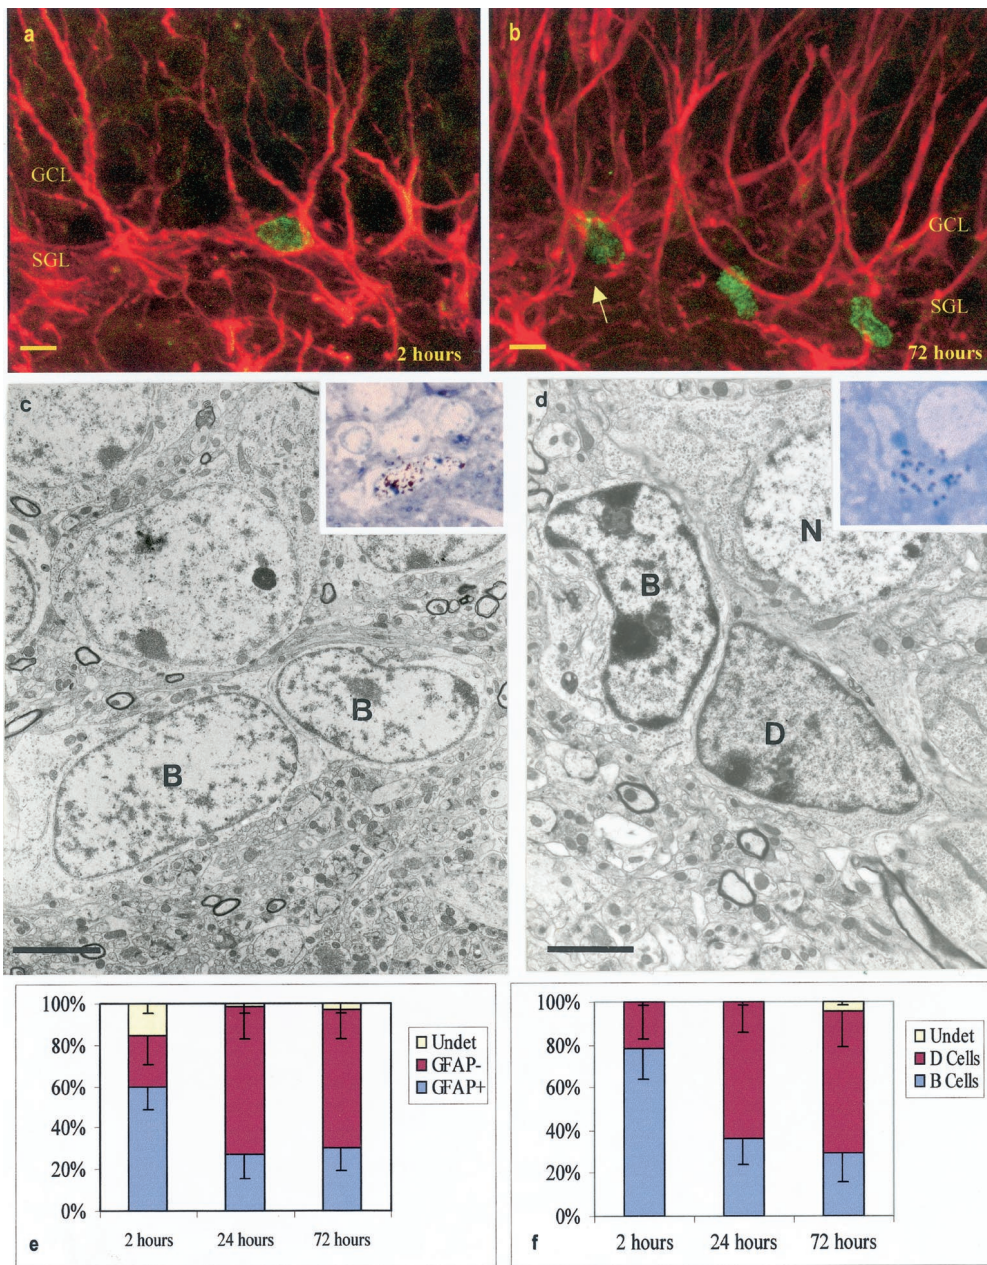 a
GCL
SGL
2 hours
b
GCL
SGL
72 hours
c
B
B
d
N
B
D
100%
80%
60%
40%
20%
0%
2 hours
24 hours
72 hours
Undet
GFAP-
GFAP+
e
100%
80%
60%
40%
20%
0%
2 hours
24 hours
72 hours
Undet
D Cells
B Cells
f